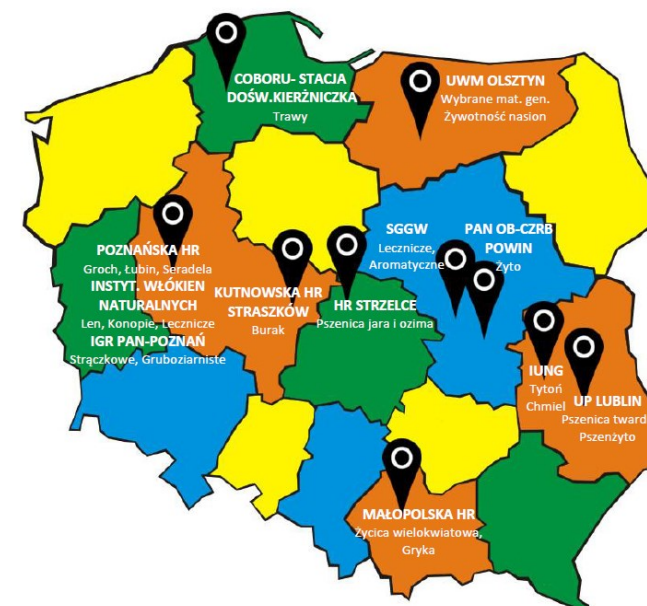 COBORU- STACJA
DOŚW.KIERŻNICZKA
Trawy
UWM OLSZTYN
Wybrane mat. gen.
Żywotność nasion
POZNAŃSKA HR
Groch, Łubin, Seradela
INSTYT. WŁÓKIEN
NATURALNYCH
Len, Konopie, Lecznicze
IGR PAN-POZNAŃ
Strączkowe, Gruboziarniste
KUTNOWSKA HR
STRASZKÓW
Burak
HR STRZELCE
Pszenica jara i ozima
SGGW
Lecznicze,
Aromatyczne
PAN OB-CZRB
POWIN
Żyto
IUNG
Tytoń
Chmiel
UP LUBLIN
Pszenica tward
Pszenżyto
MAŁOPOLSKA HR
Życica wielokwiatowa,
Gryka